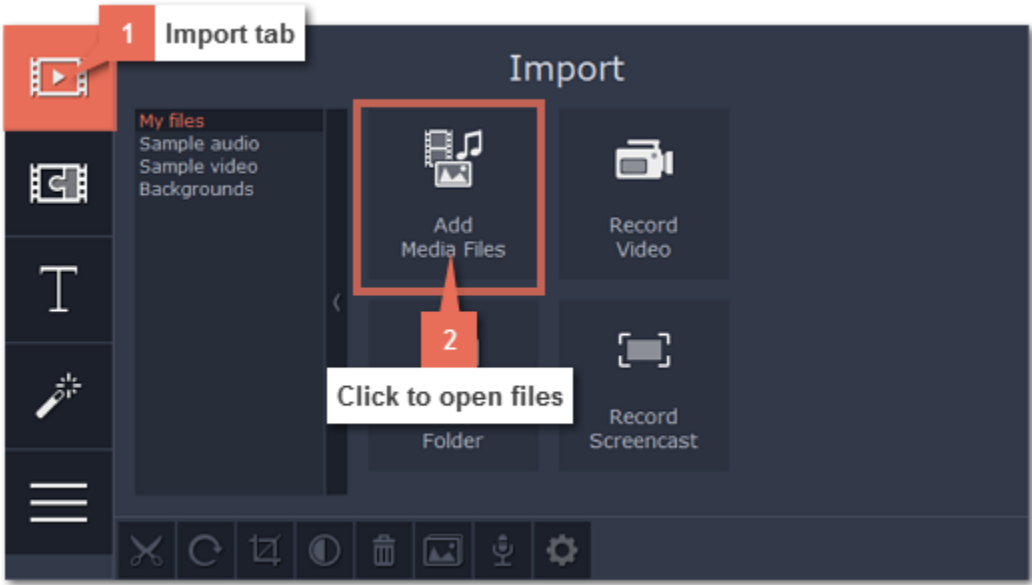 1 Import tab
Import
My files
Sample audio
Sample video
Backgrounds
Add
Media Files
Record
Video
2
Click to open files
Folder
Record
Screencast